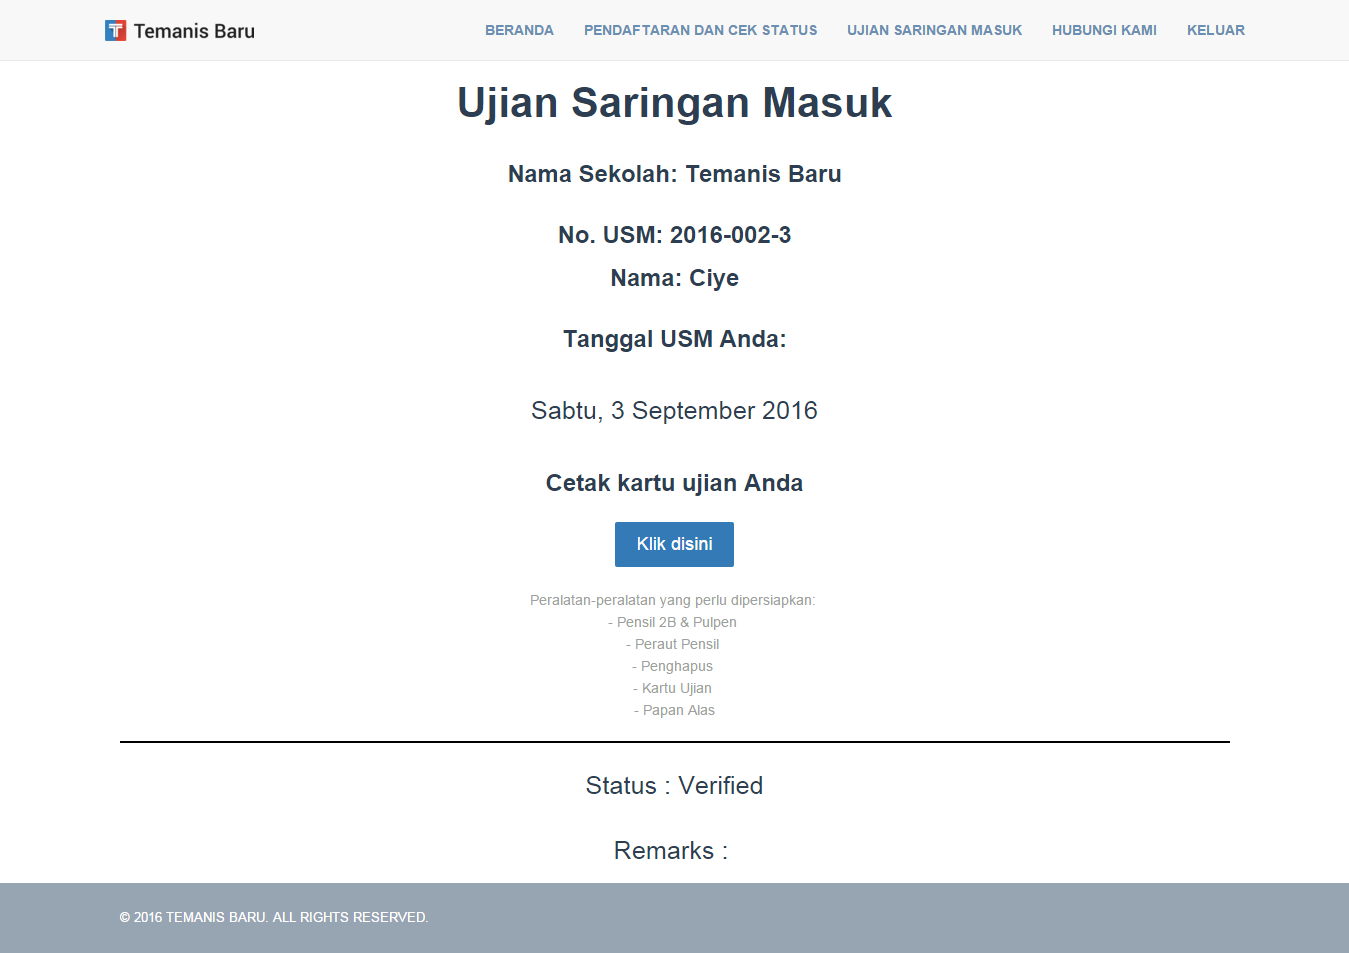 Temanis Baru
BERANDA PENDAFTARAN DAN CEK STATUS UJIAN SARINGAN MASUK HUBUNGI KAMI KELUAR
Ujian Saringan Masuk
Nama Sekolah: Temanis Baru
No. USM: 2016-002-3
Nama: Ciye
Tanggal USM Anda:
Sabtu, 3 September 2016
Cetak kartu ujian Anda
Klik disini
Peralatan-peralatan yang perlu dipersiapkan:
- Pensil 2B & Pulpen
- Peraut Pensil
- Penghapus
- Kartu Ujian
- Papan Alas
Status : Verified
Remarks :
© 2016 TEMANIS BARU. ALL RIGHTS RESERVED.